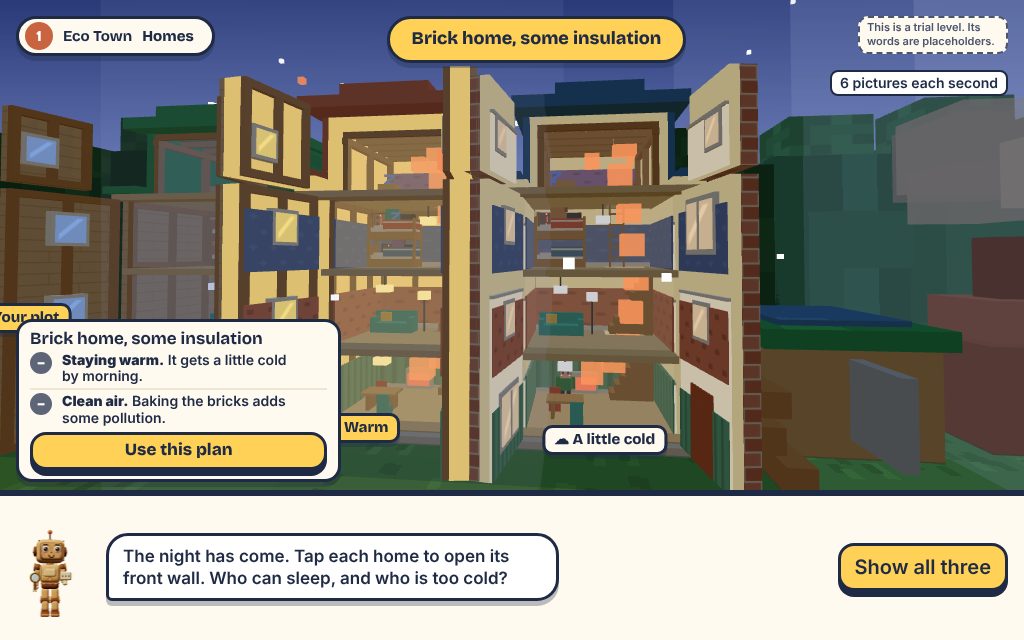 1 Eco Town Homes
Brick home, some insulation
This is a trial level. Its
words are placeholders.
6 pictures each second
Your plot
Brick home, some insulation
Staying warm. It gets a little cold
by morning.
Clean air. Baking the bricks adds
some pollution.
Use this plan
Warm
A little cold
The night has come. Tap each home to open its
front wall. Who can sleep, and who is too cold?
Show all three